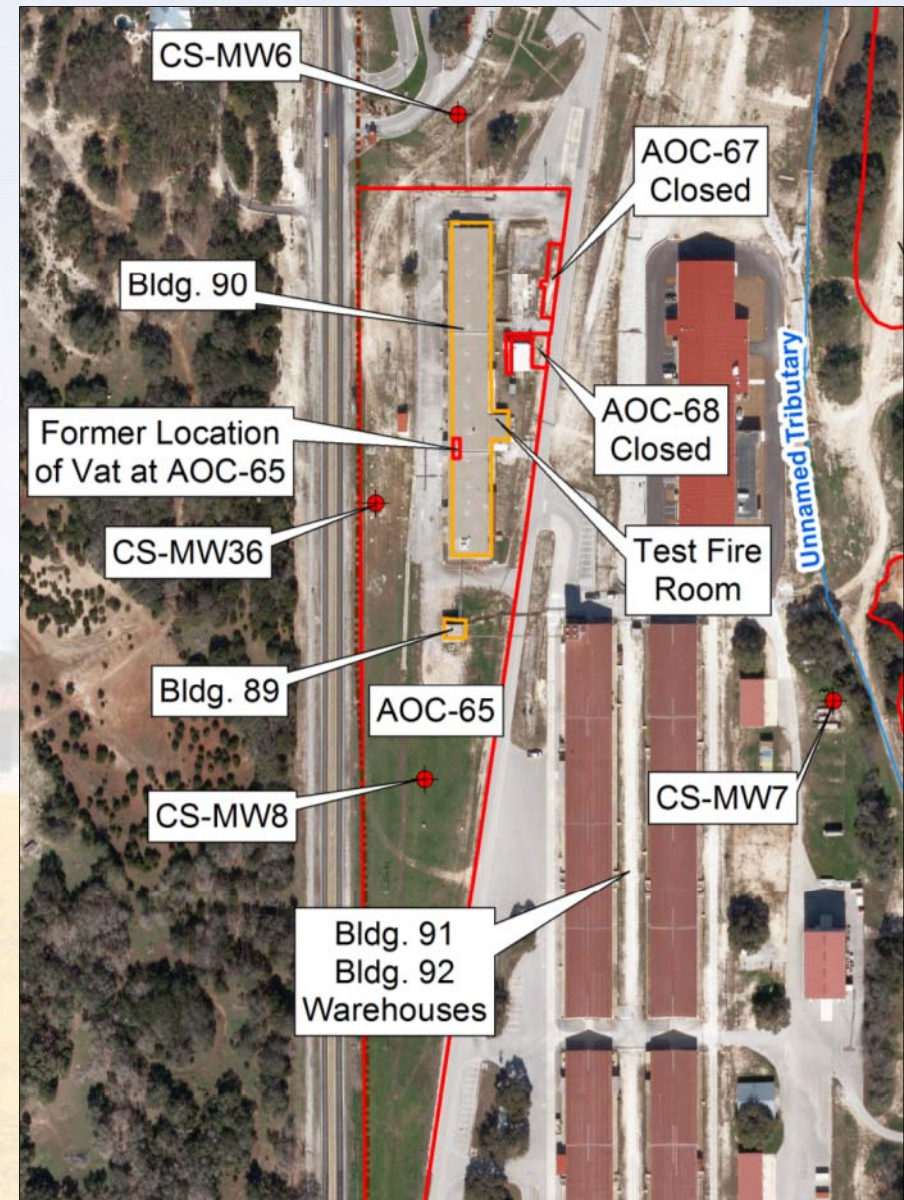 CS-MW6
AOC-67
Closed
Bldg. 90
AOC-68
Closed
Former Location
of Vat at AOC-65
Unnamed Tributary
CS-MW36
Test Fire
Room
Bldg. 89
AOC-65
CS-MW8
CS-MW7
Bldg. 91
Bldg. 92
Warehouses